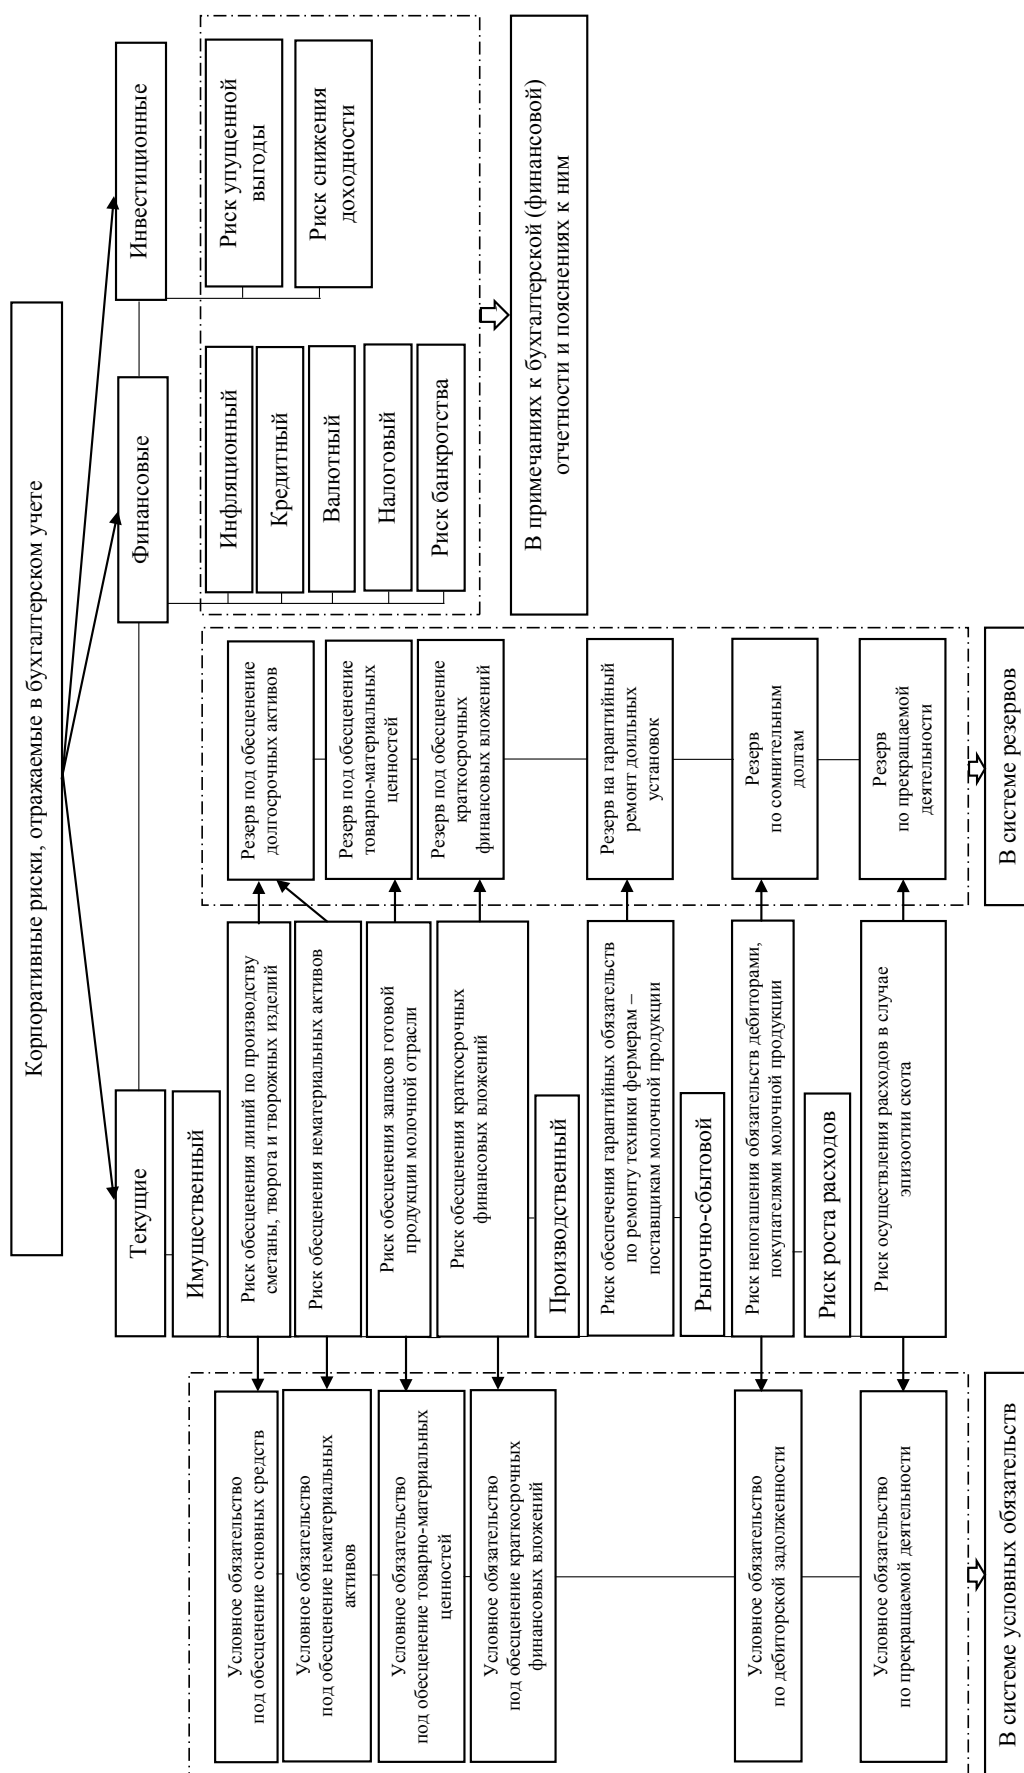 Корпоративные риски, отражаемые в бухгалтерском учете
Текущие
Финансовые
Инвестиционные
Имущественный
Условное обязательство
под обесценение основных средств
Риск обесценения линий по производству
сметаны, творога и творожных изделий
Резерв под обесценение
долгосрочных активов
Условное обязательство
под обесценение нематериальных
активов
Риск обесценения нематериальных активов
Условное обязательство
под обесценение товарно-материальных
ценностей
Риск обесценения запасов готовой
продукции молочной отрасли
Резерв под обесценение
товарно-материальных
ценностей
Условное обязательство
под обесценение краткосрочных
финансовых вложений
Риск обесценения краткосрочных
финансовых вложений
Резерв под обесценение
краткосрочных
финансовых вложений
Производственный
Риск обеспечения гарантийных обязательств
по ремонту техники фермерам –
поставщикам молочной продукции
Резерв на гарантийный
ремонт доильных
установок
Рыночно-сбытовой
Условное обязательство
по дебиторской задолженности
Риск непогашения обязательств дебиторами,
покупателями молочной продукции
Резерв
по сомнительным
долгам
Риск роста расходов
Условное обязательство
по прекращаемой деятельности
Риск осуществления расходов в случае
эпизоотии скота
Резерв
по прекращаемой
деятельности
В системе условных обязательств
В системе резервов
Инфляционный
Кредитный
Валютный
Налоговый
Риск банкротства
Риск упущенной
выгоды
Риск снижения
доходности
В примечаниях к бухгалтерской (финансовой)
отчетности и пояснениях к ним